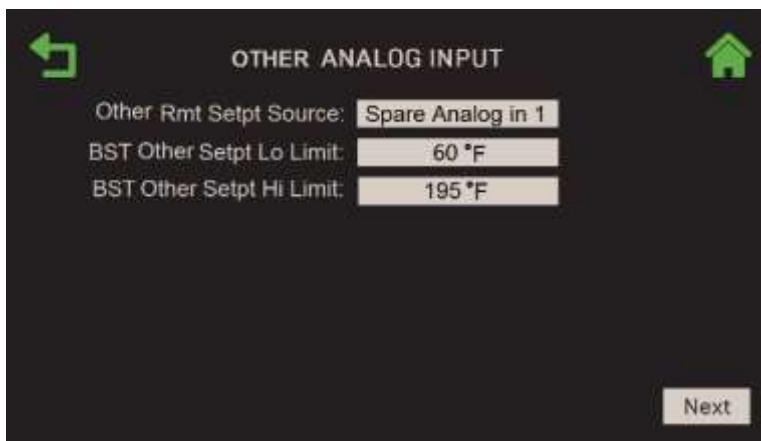 OTHER ANALOG INPUT
Other Rmt Setpt Source: Spare Analog in 1
BST Other Setpt Lo Limit: 60 °F
BST Other Setpt Hi Limit: 195 °F
Next